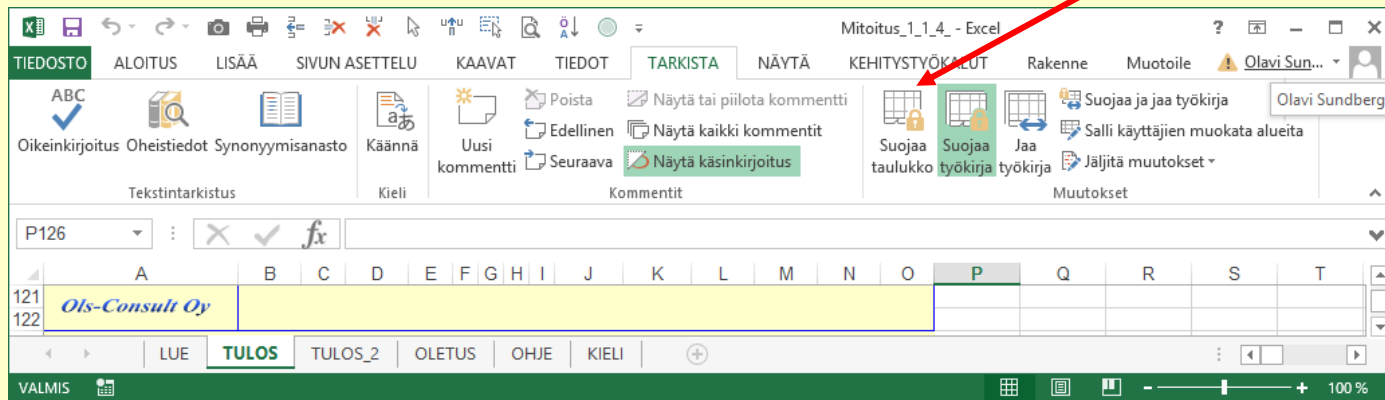 Mitoitus_1_1_4_ - Excel
TIEDOSTO ALOITUS LISÄÄ SIVUN ASETTELU KAAVAT TIEDOT TARKISTA NÄYTÄ KEHITYSTYÖKALUT Rakenne Muotoile Olavi Sun...
Olavi Sundberg
ABC
Oikeinkirjoitus Oheistiedot Synonyymisanasto
Tekstintarkistus
Käännä
Kieli
Uusi
kommentti
Poista
Edellinen
Seuraava
Näytä tai piilota kommentti
Näytä kaikki kommentit
Näytä käsinkirjoitus
Kommentit
Suojaa
taulukko
Suojaa
työkirja
Jaa
työkirja
Suojaa ja jaa työkirja
Salli käyttäjien muokata alueita
Jäljitä muutokset
Muutokset
P126 fx
A B C D E F G H I J K L M N O P Q R S T
121
Ols-Consult Oy
122
LUE TULOS TULOS_2 OLETUS OHJE KIELI
VALMIS 100 %